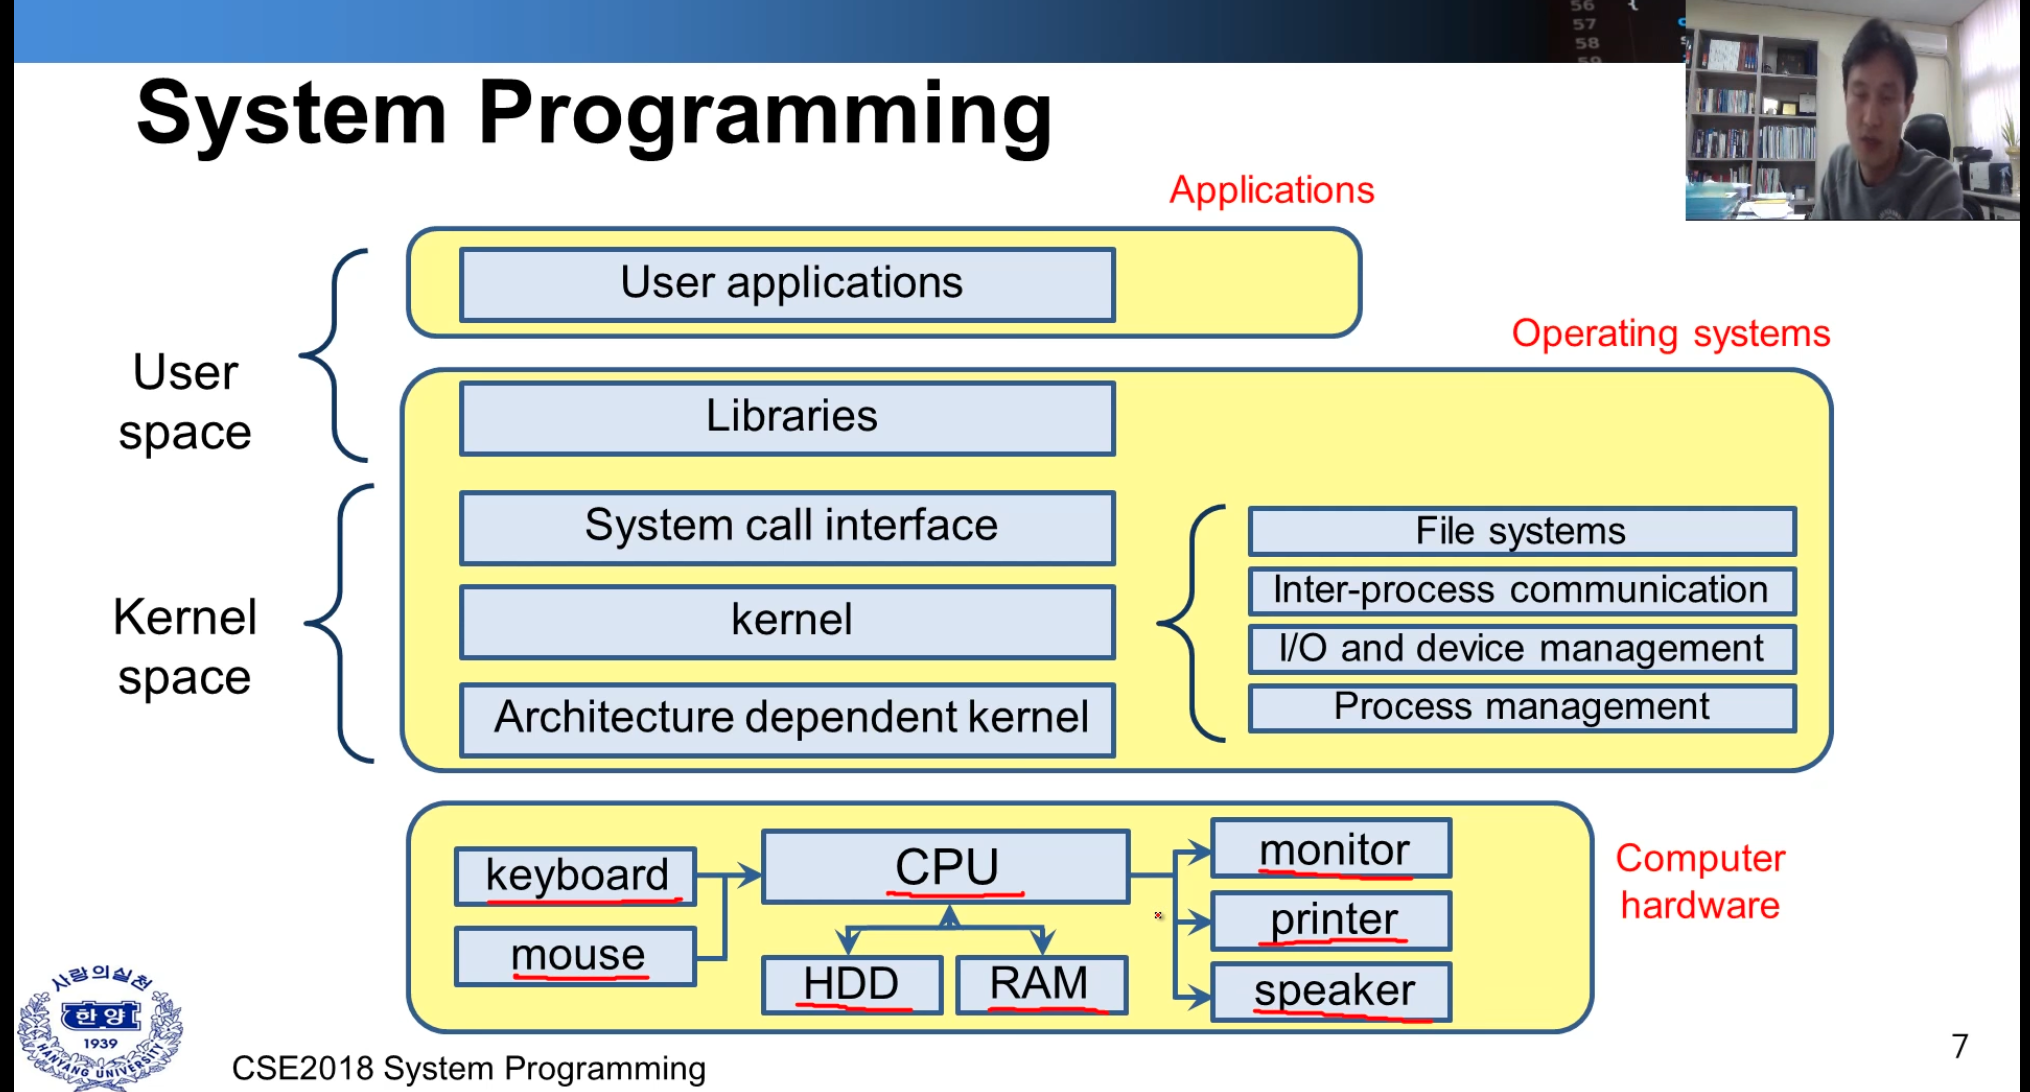 56 {
57
58
59
System Programming
Applications
User applications
Operating systems
User
space
Libraries
System call interface
File systems
Inter-process communication
Kernel
space
kernel
I/O and device management
Architecture dependent kernel
Process management
keyboard
CPU
monitor
Computer
hardware
mouse
printer
HDD
RAM
speaker
사랑의실천
한양
1939
HANYANG UNIVERSITY
CSE2018 System Programming
7